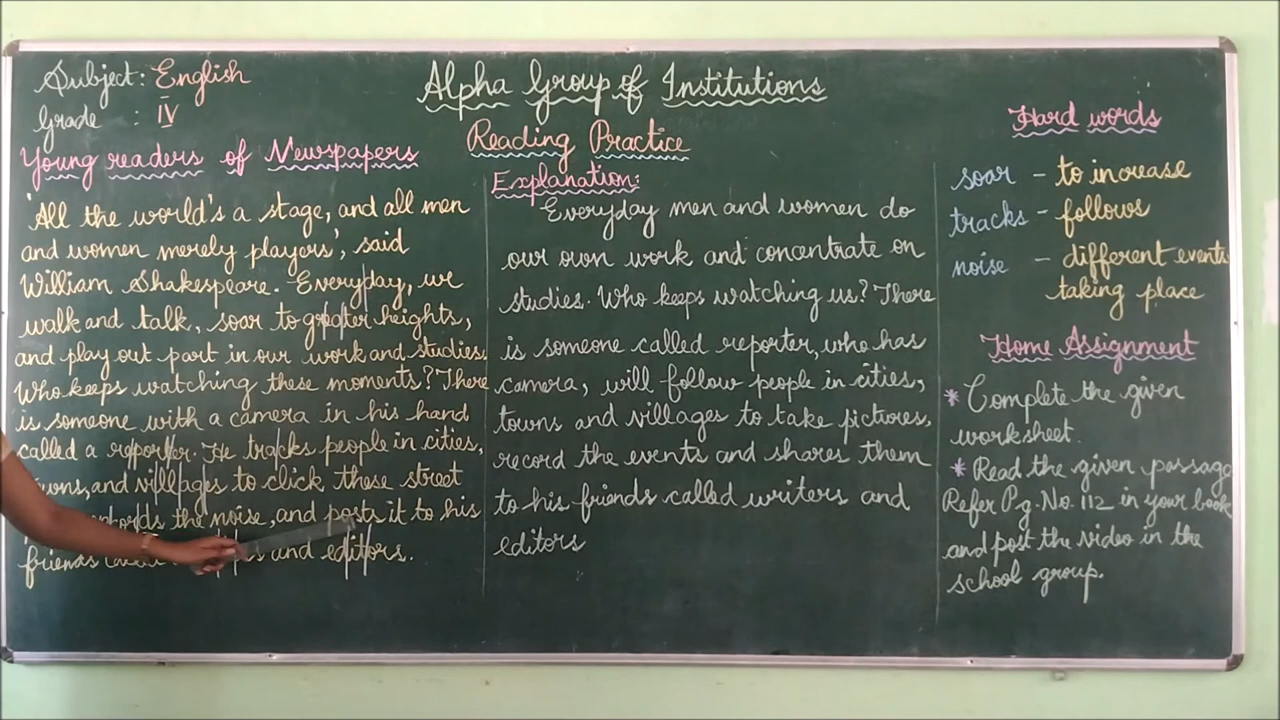 Subject: English
Grade : IV
Alpha Group of Institutions
Reading Practice
Young readers of Newspapers
'All the world's a stage, and all men
and women merely players', said
William Shakespeare. Everyday, we
walk and talk, soar to greater heights,
and play out part in our work and studies.
Who keeps watching these moments? There
is someone with a camera in his hand
called a reporter. He tracks people in cities,
and villages to click these street
the noise, and posts it to his
friends and editors.
Explanation:
Everyday men and women do
our own work and concentrate on
studies. Who keeps watching us? There
is someone called reporter, who has
camera, will follow people in cities,
towns and villages to take pictures,
record the events and shares them
to his friends called writers and
editors
Hard words
soar - to increase
tracks - follows
noise - different events
taking place
Home Assignment
* Complete the given
worksheet.
* Read the given passage
Refer Pg. No. 112 in your book
and post the video in the
school group.